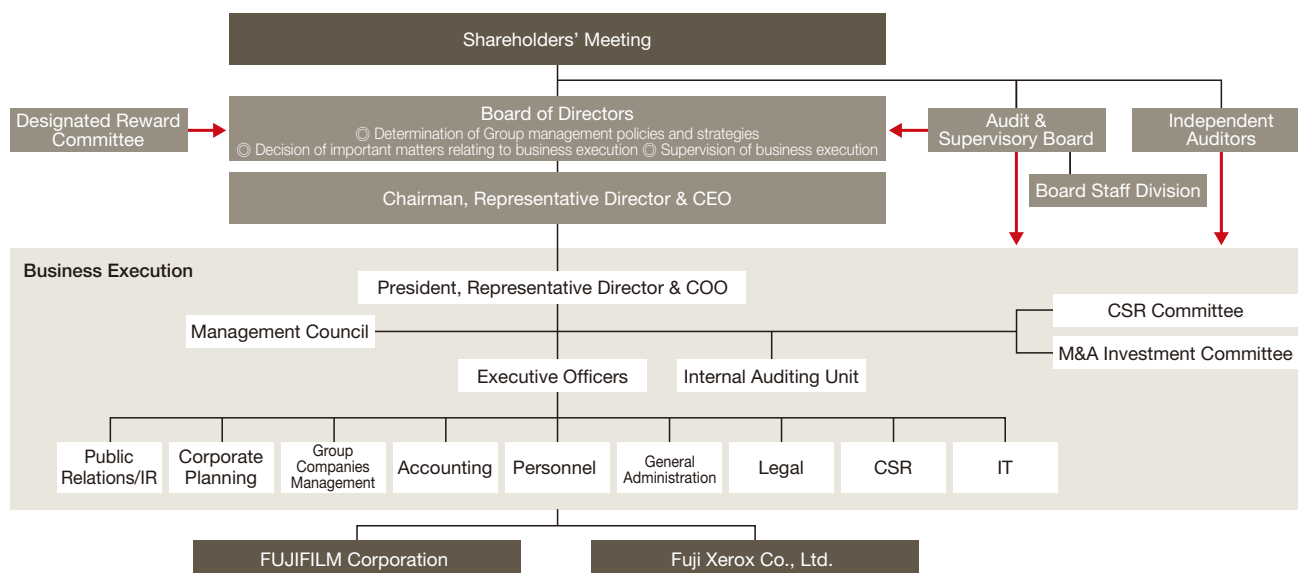 Shareholders’ Meeting
Designated Reward
Committee
Board of Directors
◎ Determination of Group management policies and strategies
◎ Decision of important matters relating to business execution ◎ Supervision of business execution
Audit &
Supervisory Board
Independent
Auditors
Board Staff Division
Chairman, Representative Director & CEO
Business Execution
President, Representative Director & COO
Management Council
CSR Committee
M&A Investment Committee
Executive Officers
Internal Auditing Unit
Public
Relations/IR
Corporate
Planning
Group
Companies
Management
Accounting
Personnel
General
Administration
Legal
CSR
IT
FUJIFILM Corporation
Fuji Xerox Co., Ltd.